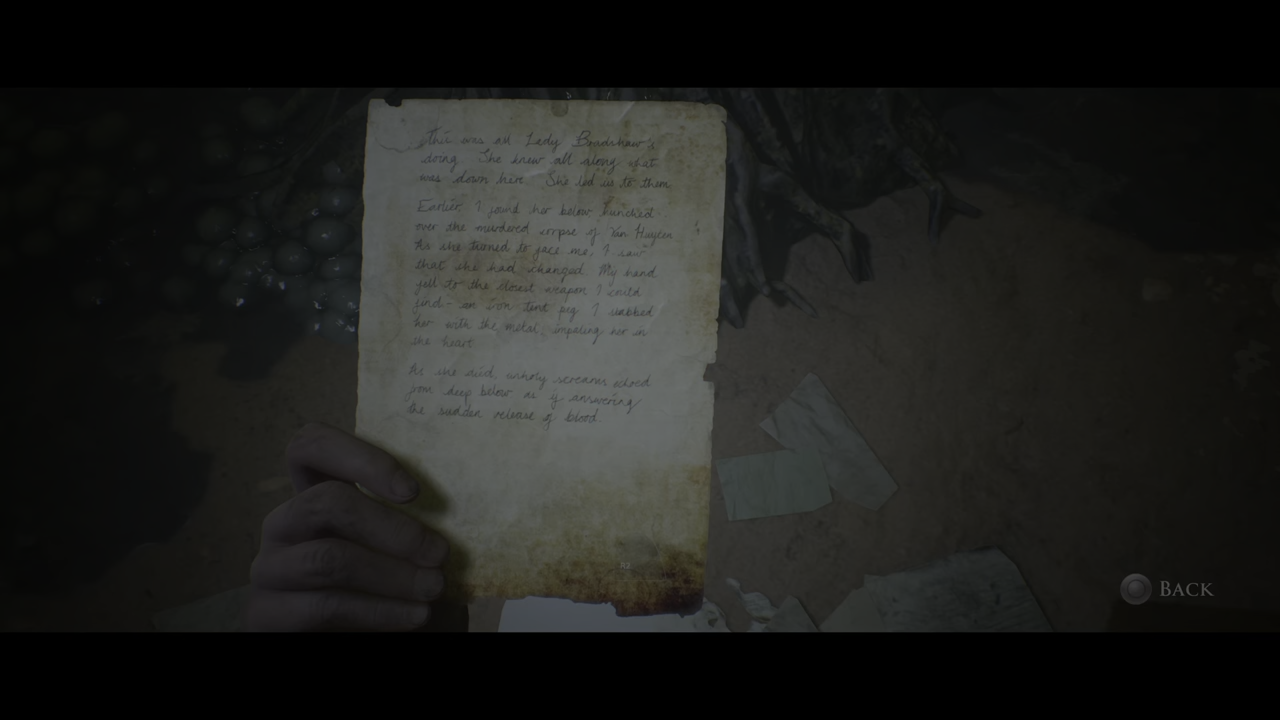 This was all Lady Bradshaw's
doing. She knew all along what
was down here. She led us to them
Earlier, I found her below, hunched
over the murdered corpse of Van Huyten
As she turned to face me, I saw
that she had changed. My hand
fell to the closest weapon I could
find - an iron tent peg. I stabbed
her with the metal, impaling her in
the heart
As she died, unholy screams echoed
from deep below as if answering
the sudden release of blood.
R2
BACK